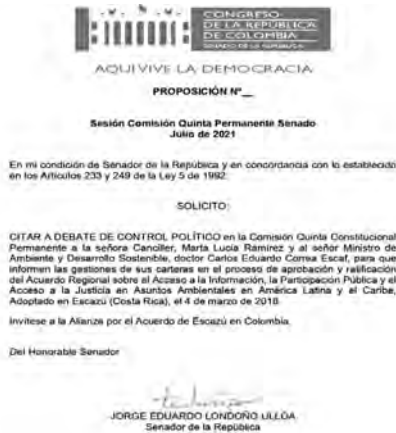 CONGRESO
DE LA REPÚBLICA
DE COLOMBIA
SENADO DE LA REPÚBLICA
AQUÍ VIVE LA DEMOCRACIA
PROPOSICIÓN Nº__
Sesión Comisión Quinta Permanente Senado
Julio de 2021
En mi condición de Senador de la República y en concordancia con lo establecido
en los Artículos 233 y 249 de la Ley 5 de 1992.
SOLICITO:
CITAR A DEBATE DE CONTROL POLÍTICO en la Comisión Quinta Constitucional
Permanente a la señora Canciller, Marta Lucía Ramírez y al señor Ministro de
Ambiente y Desarrollo Sostenible, doctor Carlos Eduardo Correa Escaf, para que
informen las gestiones de sus carteras en el proceso de aprobación y ratificación
del Acuerdo Regional sobre el Acceso a la Información, la Participación Pública y el
Acceso a la Justicia en Asuntos Ambientales en América Latina y el Caribe,
Adoptado en Escazú (Costa Rica), el 4 de marzo de 2018.
Invítese a la Alianza por el Acuerdo de Escazú en Colombia.
Del Honorable Senador
JORGE EDUARDO LONDOÑO ULLOA
Senador de la República